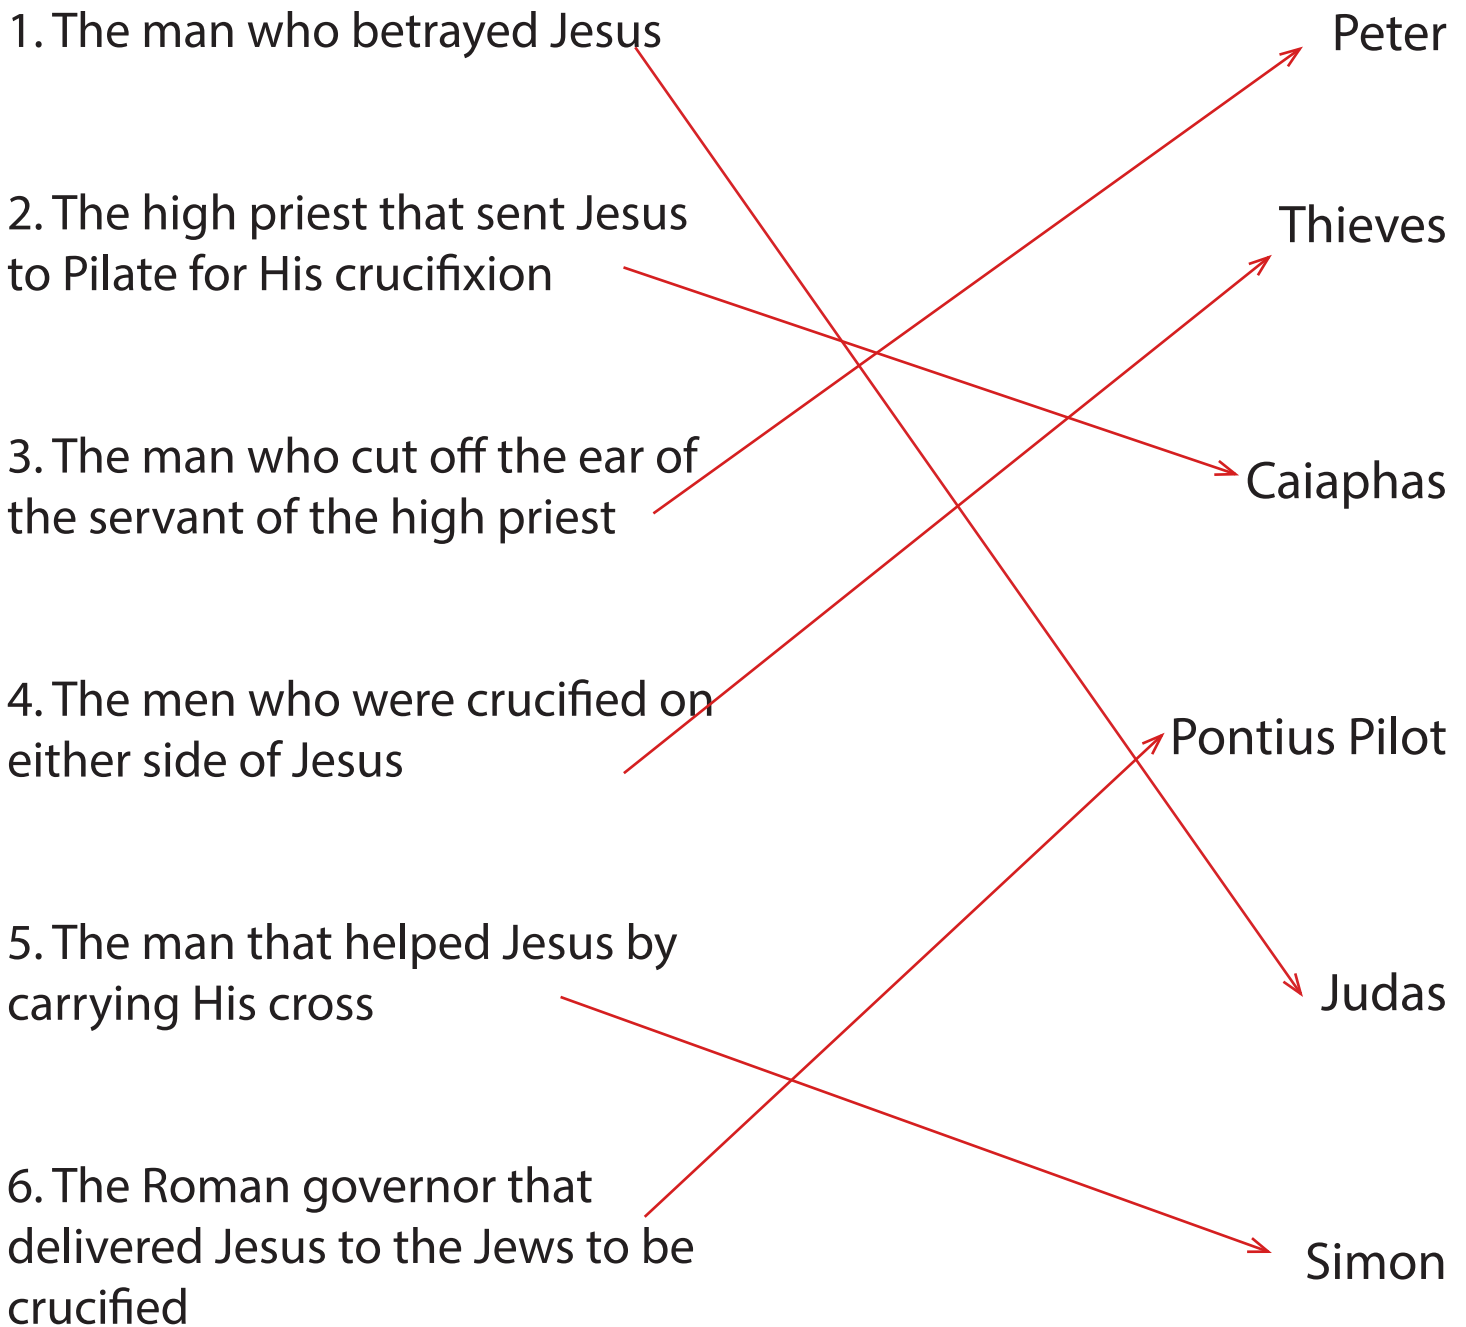 1. The man who betrayed Jesus
Peter
2. The high priest that sent Jesus
to Pilate for His crucifixion
Thieves
3. The man who cut off the ear of
the servant of the high priest
Caiaphas
4. The men who were crucified on
either side of Jesus
Pontius Pilot
5. The man that helped Jesus by
carrying His cross
Judas
6. The Roman governor that
delivered Jesus to the Jews to be
crucified
Simon